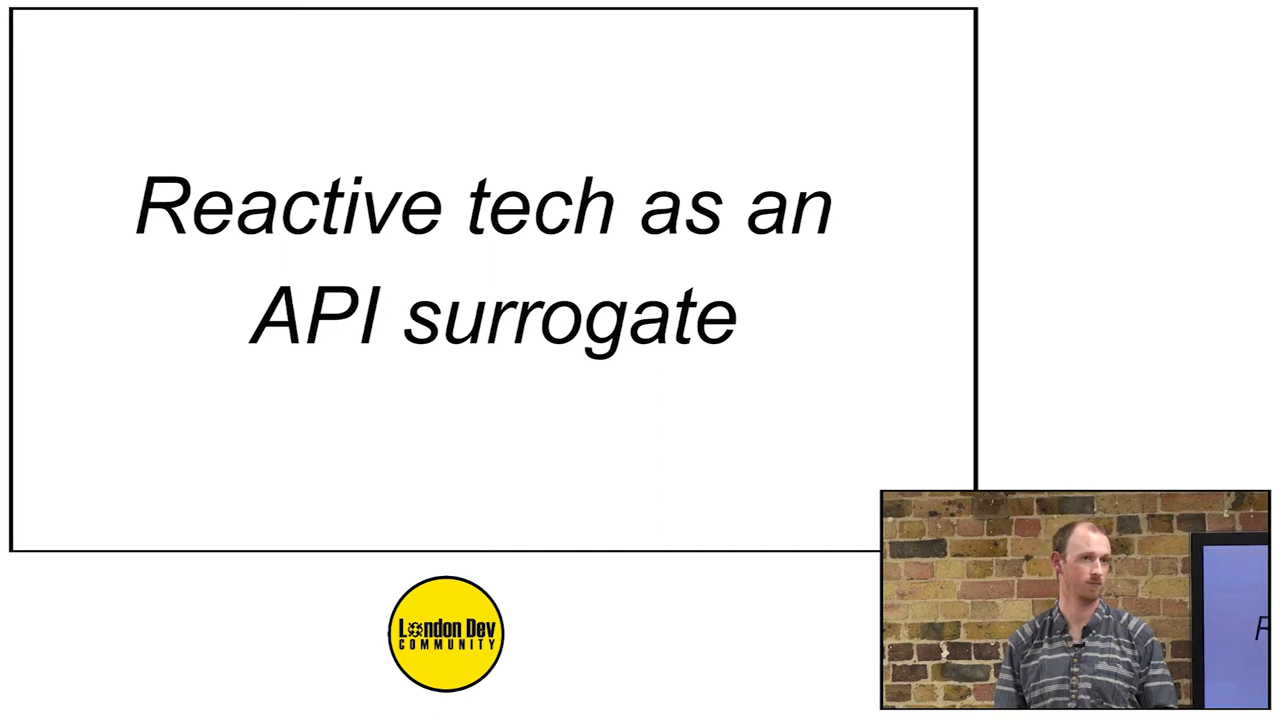 Reactive tech as an
API surrogate
London Dev
COMMUNITY